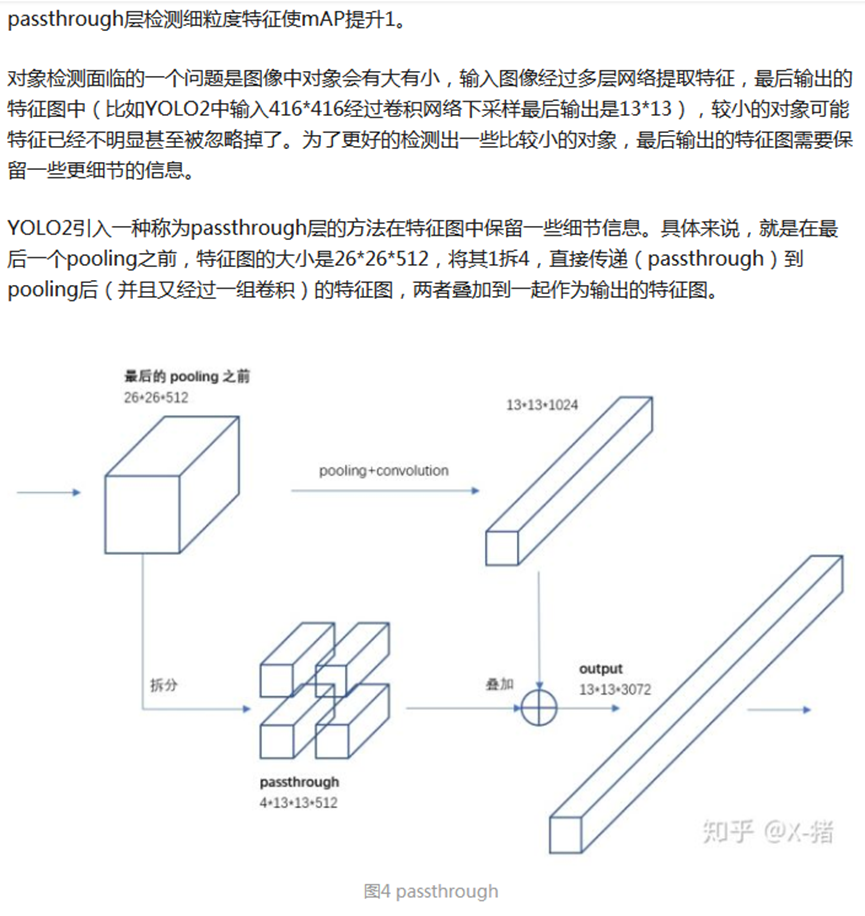 passthrough层检测细粒度特征使mAP提升1。
对象检测面临的一个问题是图像中对象会有大有小，输入图像经过多层网络提取特征，最后输出的
特征图中（比如YOLO2中输入416*416经过卷积网络下采样最后输出是13*13），较小的对象可能
特征已经不明显甚至被忽略掉了。为了更好的检测出一些比较小的对象，最后输出的特征图需要保
留一些更细节的信息。
YOLO2引入一种称为passthrough层的方法在特征图中保留一些细节信息。具体来说，就是在最
后一个pooling之前，特征图的大小是26*26*512，将其1拆4，直接传递（passthrough）到
pooling后（并且又经过一组卷积）的特征图，两者叠加到一起作为输出的特征图。
最后的 pooling 之前
26*26*512
13*13*1024
pooling+convolution
拆分
叠加
output
13*13*3072
passthrough
4*13*13*512
知乎 @X-猪
图4 passthrough